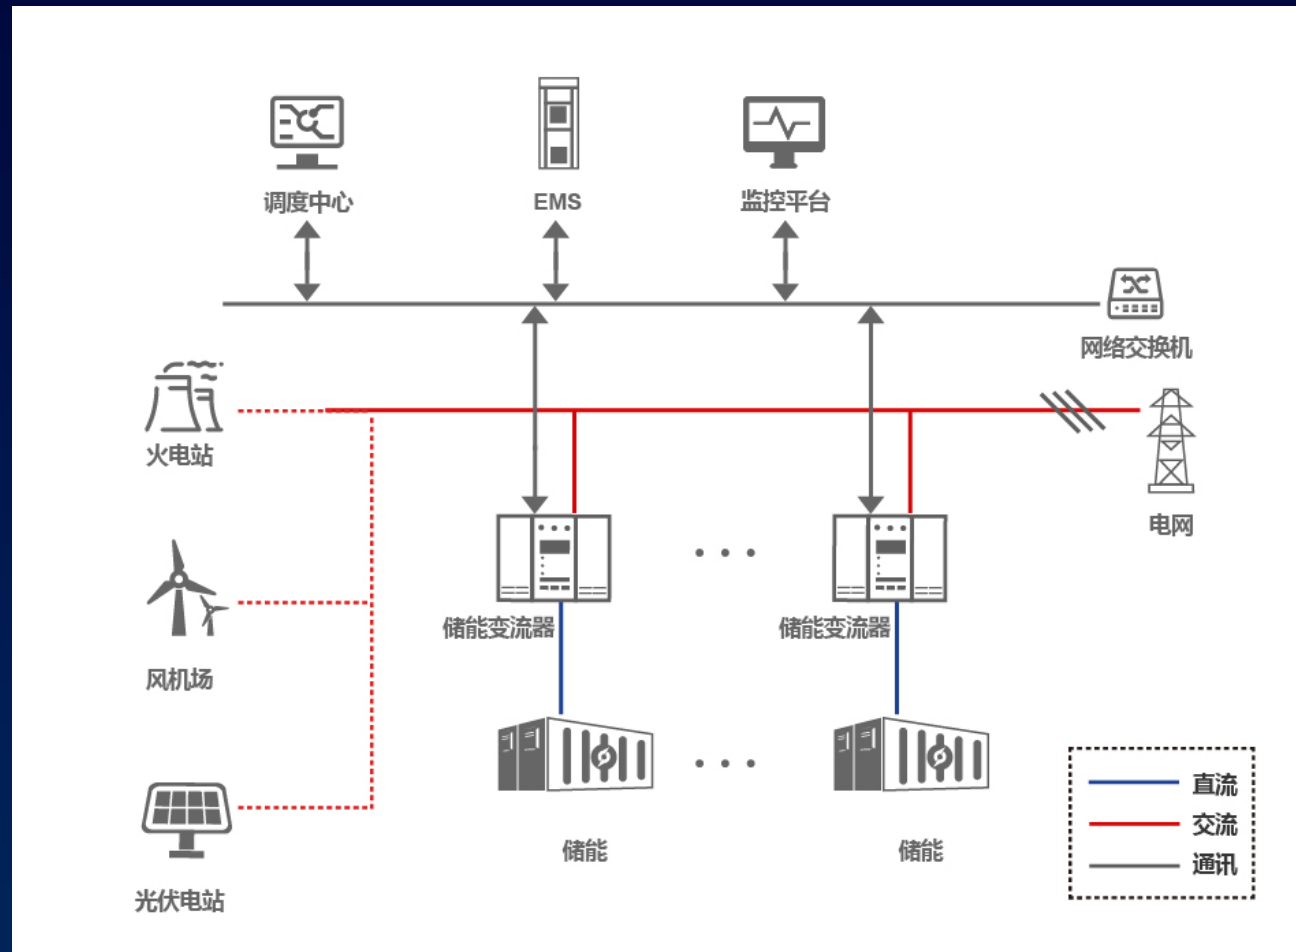 调度中心
EMS
监控平台
网络交换机
火电站
电网
储能变流器
储能变流器
风机场
直流
交流
储能
储能
通讯
光伏电站